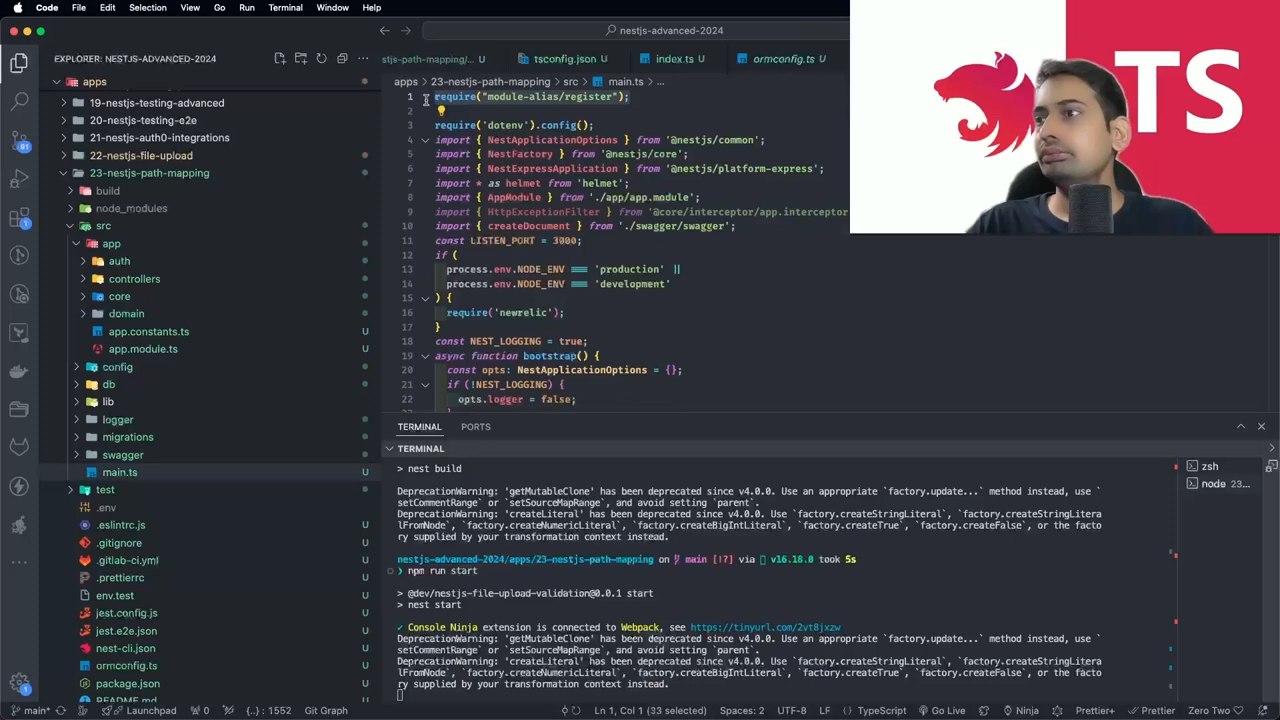 Code File Edit Selection View Go Run Terminal Window Help
nestjs-advanced-2024
TS
EXPLORER: NESTJS-ADVANCED-2024
stjs-path-mapping/... U
tsconfig.json U
index.ts U
ormconfig.ts U
apps > 23-nestjs-path-mapping > src > main.ts > ...
apps
19-nestjs-testing-advanced
20-nestjs-testing-e2e
21-nestjs-auth0-integrations
22-nestjs-file-upload
23-nestjs-path-mapping
build
node_modules
src
app
auth
controllers
core
domain
app.constants.ts U
app.module.ts U
config
db
lib
logger
migrations
swagger
main.ts U
test
.env
.eslintrc.js U
.gitignore U
.gitlab-ci.yml U
.prettierrc U
env.test U
jest.config.js U
jest.e2e.json U
nest-cli.json U
ormconfig.ts U
package.json U
README.md U
1 require("module-alias/register");
2
3 require('dotenv').config();
4 import { NestApplicationOptions } from '@nestjs/common';
5 import { NestFactory } from '@nestjs/core';
6 import { NestExpressApplication } from '@nestjs/platform-express';
7 import * as helmet from 'helmet';
8 import { AppModule } from './app/app.module';
9 import { HttpExceptionFilter } from '@core/interceptor/app.interceptor
10 import { createDocument } from './swagger/swagger';
11 const LISTEN_PORT = 3000;
12 if (
13 process.env.NODE_ENV === 'production' ||
14 process.env.NODE_ENV === 'development'
15 ) {
16 require('newrelic');
17 }
18 const NEST_LOGGING = true;
19 async function bootstrap() {
20 const opts: NestApplicationOptions = {};
21 if (!NEST_LOGGING) {
22 opts.logger = false;
TERMINAL PORTS
TERMINAL
> nest build
DeprecationWarning: 'getMutableClone' has been deprecated since v4.0.0. Use an appropriate `factory.update...` method instead, use `
setCommentRange` or `setSourceMapRange`, and avoid setting `parent`.
DeprecationWarning: 'createLiteral' has been deprecated since v4.0.0. Use `factory.createStringLiteral`, `factory.createStringLitera
lFromNode`, `factory.createNumericLiteral`, `factory.createBigIntLiteral`, `factory.createTrue`, `factory.createFalse`, or the facto
ry supplied by your transformation context instead.
nestjs-advanced-2024/apps/23-nestjs-path-mapping on main [!?] via v16.18.0 took 5s
❯ npm run start
> @dev/nestjs-file-upload-validation@0.0.1 start
> nest start
✔ Console Ninja extension is connected to Webpack, see https://tinyurl.com/2vt8jxzw
DeprecationWarning: 'getMutableClone' has been deprecated since v4.0.0. Use an appropriate `factory.update...` method instead, use `
setCommentRange` or `setSourceMapRange`, and avoid setting `parent`.
DeprecationWarning: 'createLiteral' has been deprecated since v4.0.0. Use `factory.createStringLiteral`, `factory.createStringLitera
lFromNode`, `factory.createNumericLiteral`, `factory.createBigIntLiteral`, `factory.createTrue`, `factory.createFalse`, or the facto
ry supplied by your transformation context instead.
zsh
node 23...
91
1
1
main* Launchpad 0 {..} : 1552 Git Graph
Ln 1, Col 1 (33 selected) Spaces: 2 UTF-8 LF {} TypeScript Go Live Ninja Prettier+ Prettier Zero Two